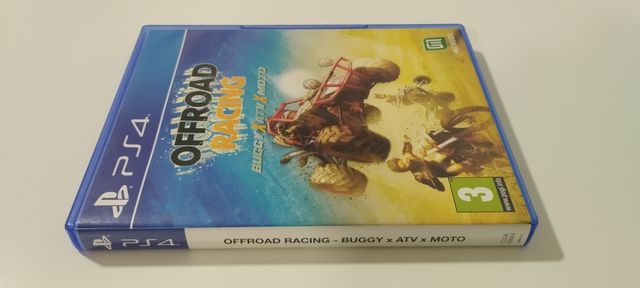 PS4
OFFROAD
RACING
BUGGY X ATV X MOTO
3
www.pegi.info
PS4
OFFROAD RACING - BUGGY x ATV x MOTO